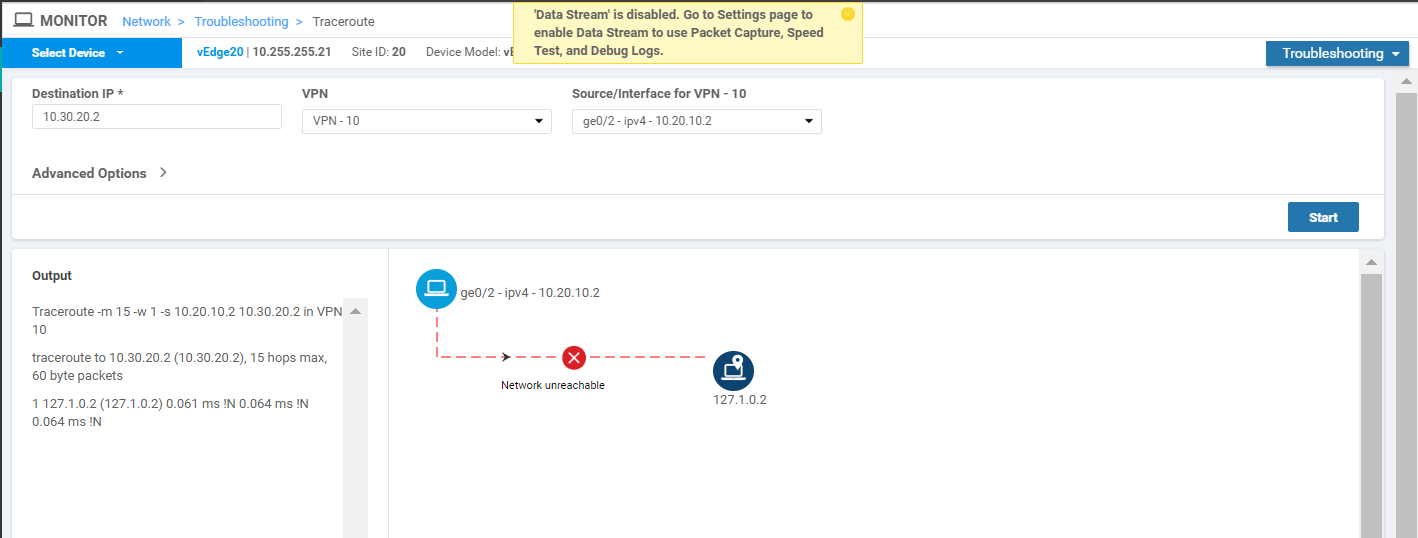 MONITOR Network > Troubleshooting > Traceroute
'Data Stream' is disabled. Go to Settings page to
enable Data Stream to use Packet Capture, Speed
Test, and Debug Logs.
Select Device vEdge20 | 10.255.255.21 Site ID: 20 Device Model: vE
Troubleshooting
Destination IP * VPN Source/Interface for VPN - 10
10.30.20.2 VPN - 10 ge0/2 - ipv4 - 10.20.10.2
Advanced Options
Start
Output
Traceroute -m 15 -w 1 -s 10.20.10.2 10.30.20.2 in VPN
10
traceroute to 10.30.20.2 (10.30.20.2), 15 hops max,
60 byte packets
1 127.1.0.2 (127.1.0.2) 0.061 ms !N 0.064 ms !N
0.064 ms !N
ge0/2 - ipv4 - 10.20.10.2
Network unreachable
127.1.0.2